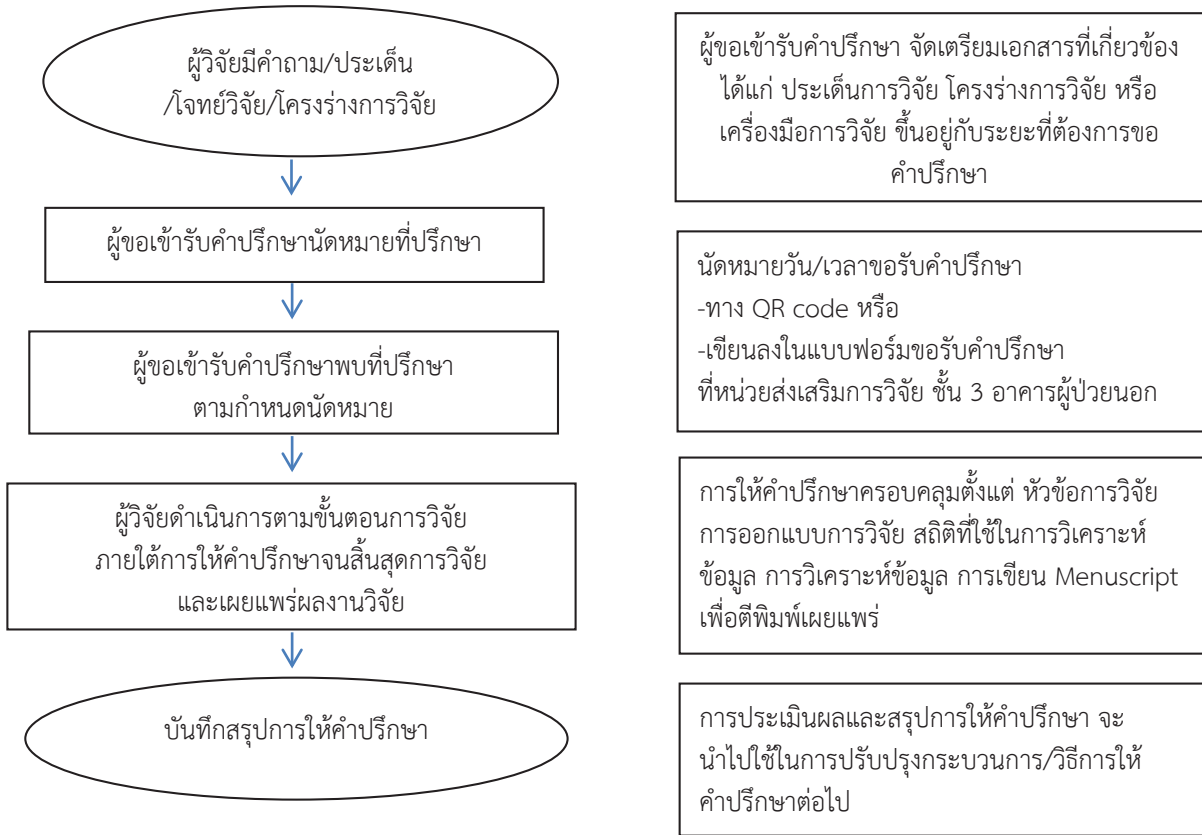 ผู้วิจัยมีคำถาม/ประเด็น
/โจทย์วิจัย/โครงร่างการวิจัย
ผู้ขอเข้ารับคำปรึกษา จัดเตรียมเอกสารที่เกี่ยวข้อง
ได้แก่ ประเด็นการวิจัย โครงร่างการวิจัย หรือ
เครื่องมือการวิจัย ขึ้นอยู่กับระยะที่ต้องการขอ
คำปรึกษา
ผู้ขอเข้ารับคำปรึกษานัดหมายที่ปรึกษา
นัดหมายวัน/เวลาขอรับคำปรึกษา
-ทาง QR code หรือ
-เขียนลงในแบบฟอร์มขอรับคำปรึกษา
ที่หน่วยส่งเสริมการวิจัย ชั้น 3 อาคารผู้ป่วยนอก
ผู้ขอเข้ารับคำปรึกษาพบที่ปรึกษา
ตามกำหนดนัดหมาย
ผู้วิจัยดำเนินการตามขั้นตอนการวิจัย
ภายใต้การให้คำปรึกษาจนสิ้นสุดการวิจัย
และเผยแพร่ผลงานวิจัย
การให้คำปรึกษาครอบคลุมตั้งแต่ หัวข้อการวิจัย
การออกแบบการวิจัย สถิติที่ใช้ในการวิเคราะห์
ข้อมูล การวิเคราะห์ข้อมูล การเขียน Menuscript
เพื่อตีพิมพ์เผยแพร่
บันทึกสรุปการให้คำปรึกษา
การประเมินผลและสรุปการให้คำปรึกษา จะ
นำไปใช้ในการปรับปรุงกระบวนการ/วิธีการให้
คำปรึกษาต่อไป